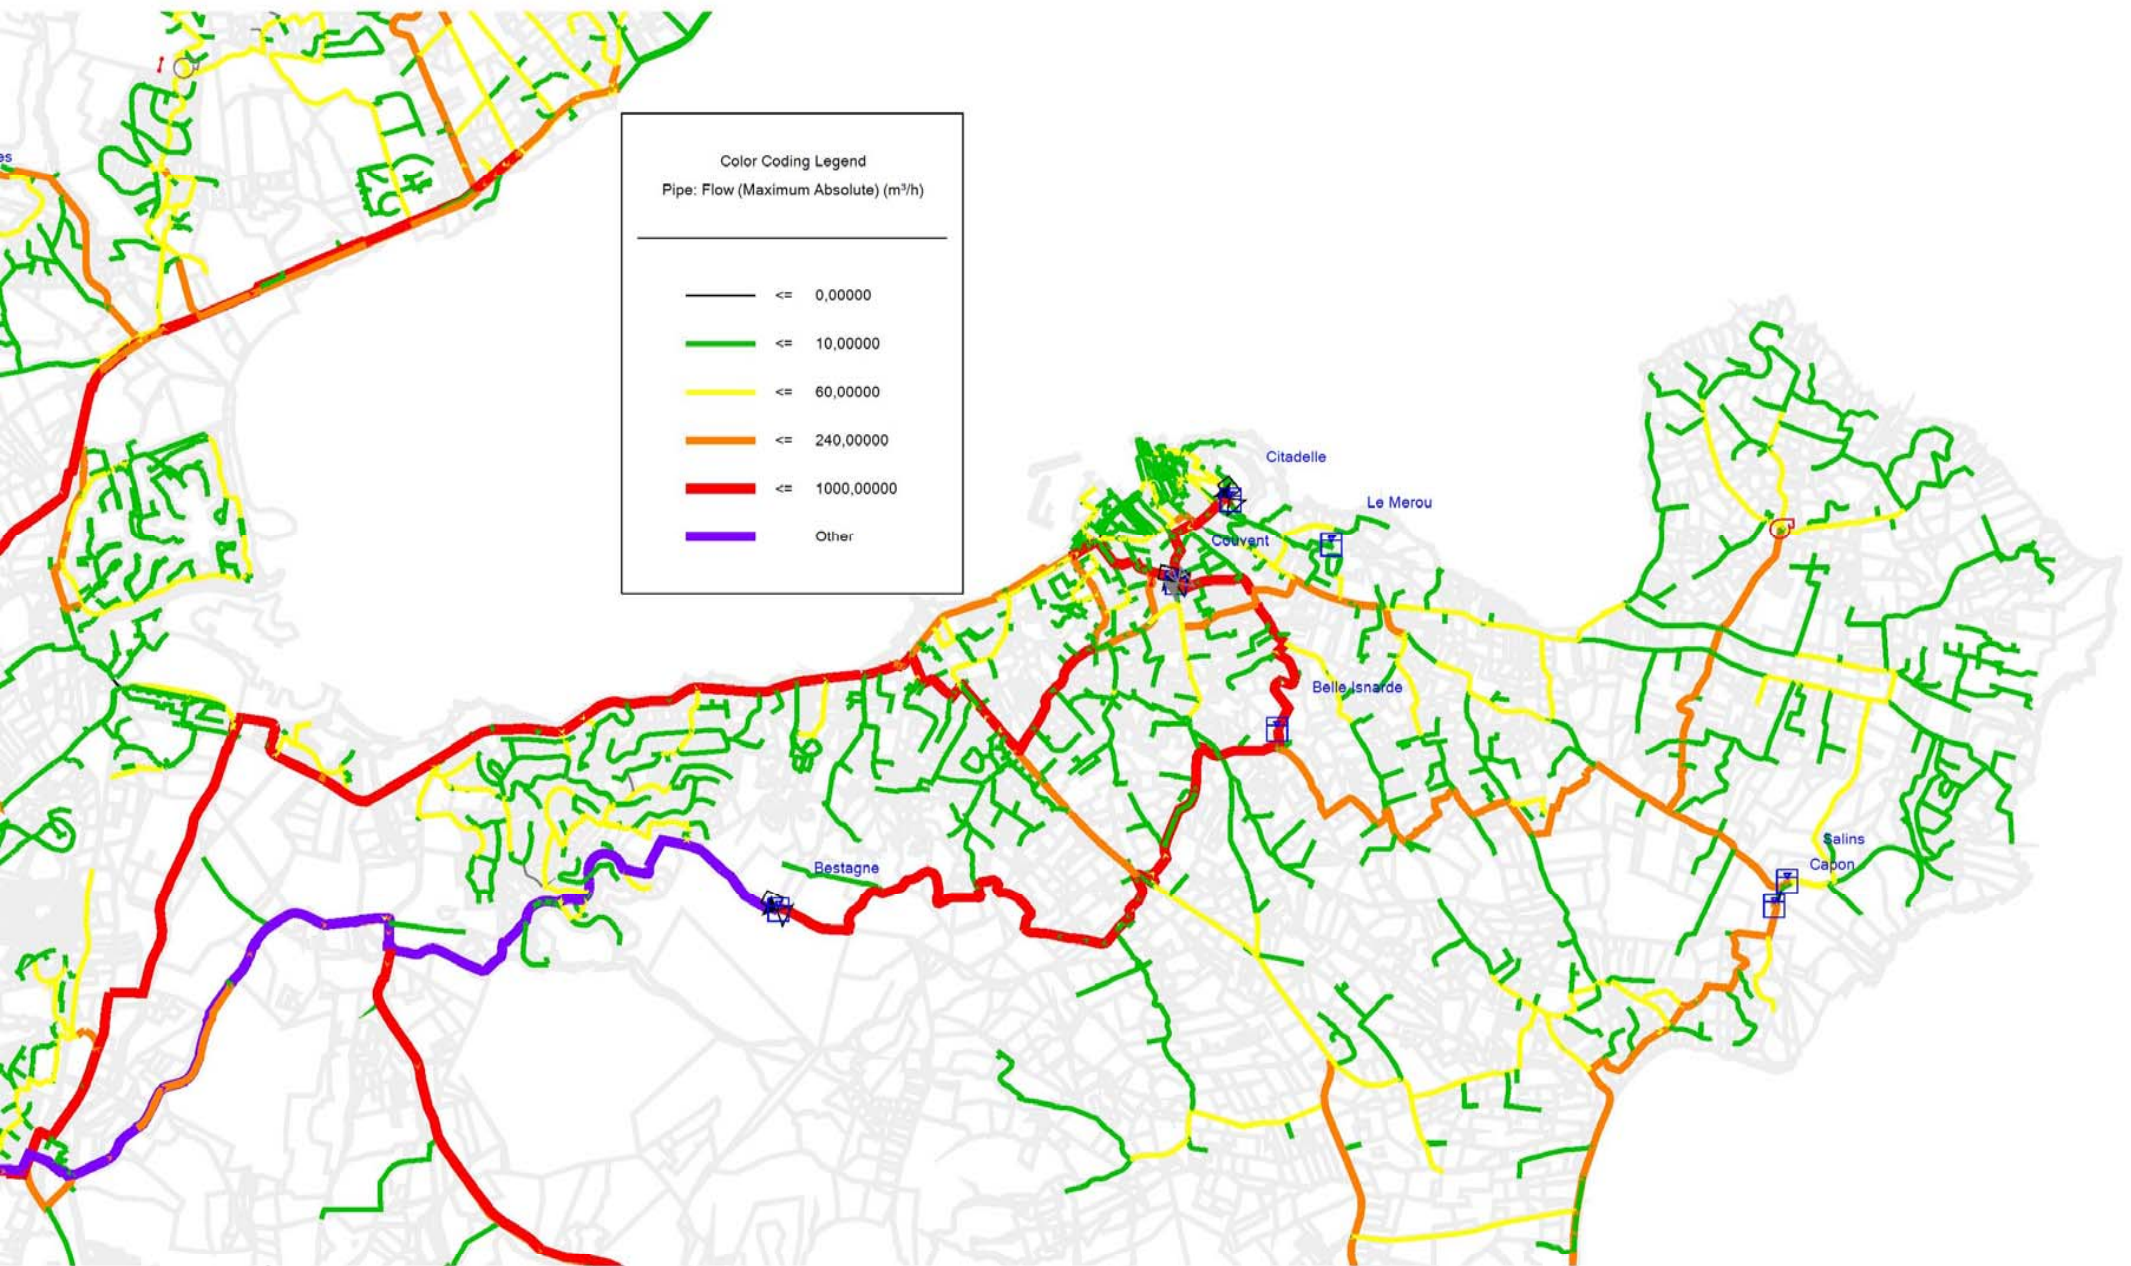 es
Color Coding Legend
Pipe: Flow (Maximum Absolute) (m³/h)
<= 0,00000
<= 10,00000
<= 60,00000
<= 240,00000
<= 1000,00000
Other
Citadelle
Le Merou
Couvent
Belle Isnarde
Bestagne
Salins
Capon